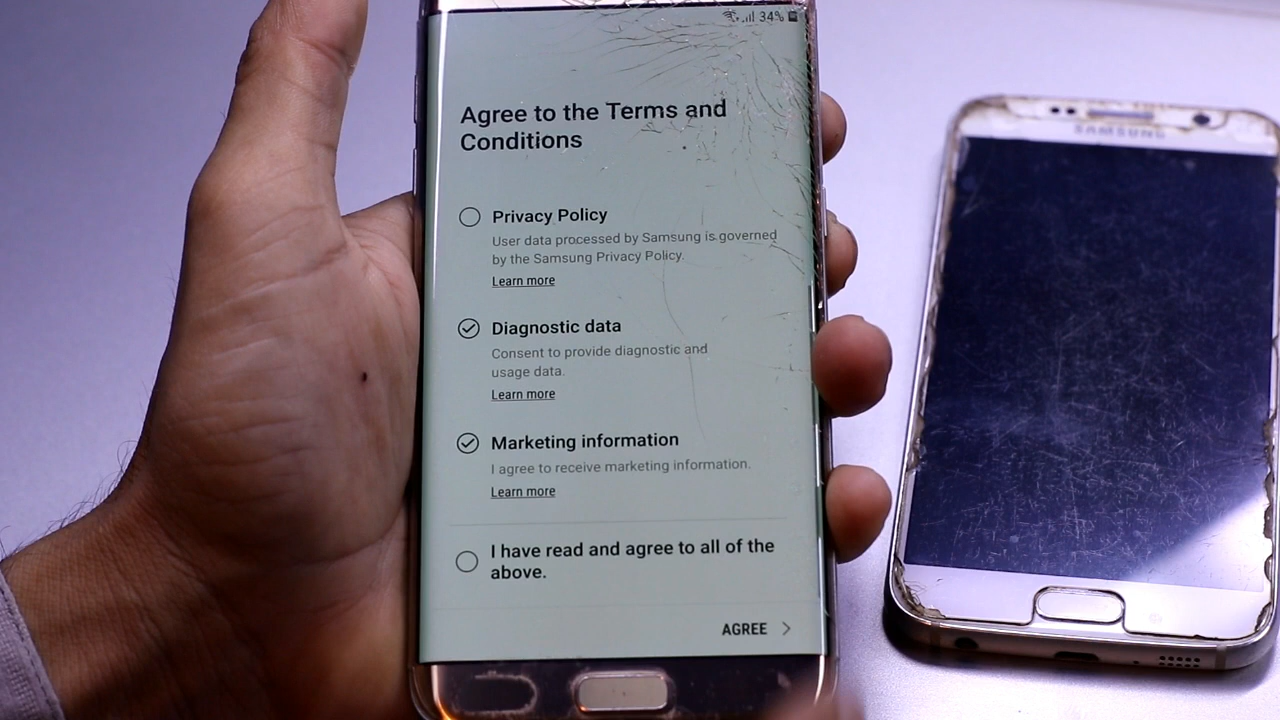 34%
Agree to the Terms and
Conditions
Privacy Policy
User data processed by Samsung is governed
by the Samsung Privacy Policy.
Learn more
Diagnostic data
Consent to provide diagnostic and
usage data.
Learn more
Marketing information
I agree to receive marketing information.
Learn more
I have read and agree to all of the
above.
AGREE
SAMSUNG